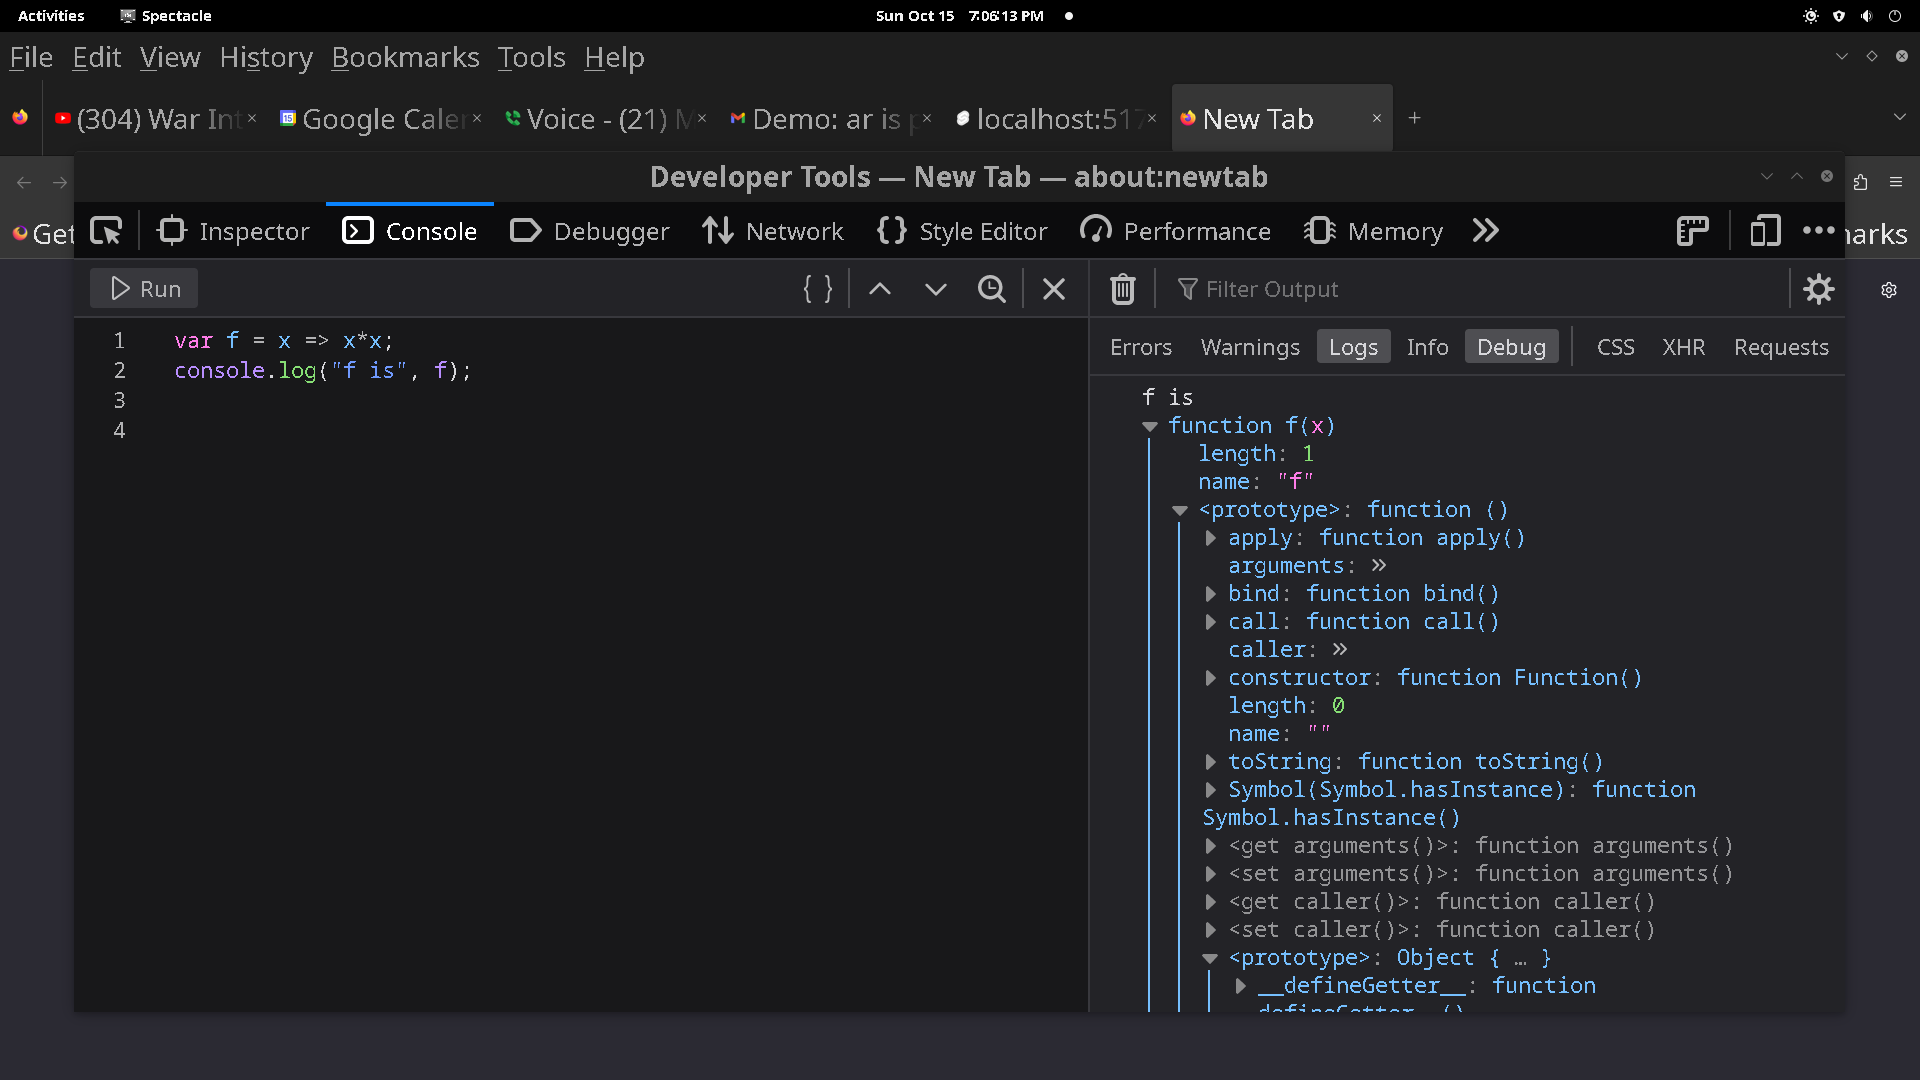 Activities Spectacle Sun Oct 15 7:06:13 PM
File Edit View History Bookmarks Tools Help
(304) War Int Google Caler Voice - (21) M Demo: ar is p localhost:517 New Tab
Developer Tools — New Tab — about:newtab
Get Inspector Console Debugger Network Style Editor Performance Memory arks
Run { } Filter Output
Errors Warnings Logs Info Debug CSS XHR Requests
1 var f = x => x*x;
2 console.log("f is", f);
3
4
f is
function f(x)
length: 1
name: "f"
<prototype>: function ()
apply: function apply()
arguments: »
bind: function bind()
call: function call()
caller: »
constructor: function Function()
length: 0
name: ""
toString: function toString()
Symbol(Symbol.hasInstance): function
Symbol.hasInstance()
<get arguments()>: function arguments()
<set arguments()>: function arguments()
<get caller()>: function caller()
<set caller()>: function caller()
<prototype>: Object { … }
__defineGetter__: function